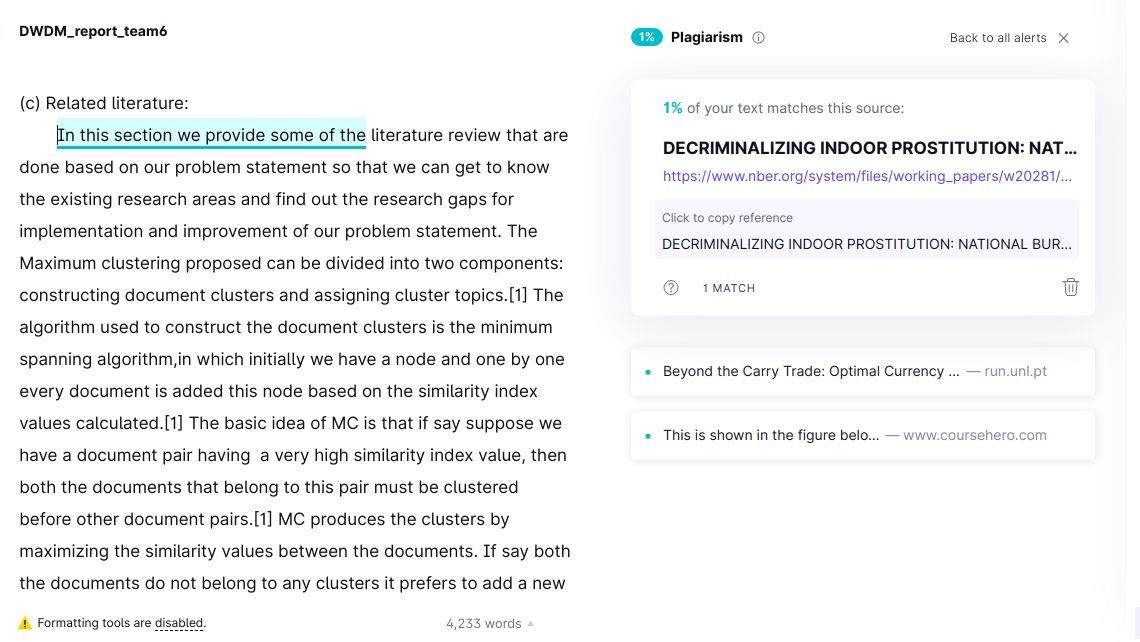 DWDM_report_team6
(c) Related literature:
In this section we provide some of the literature review that are
done based on our problem statement so that we can get to know
the existing research areas and find out the research gaps for
implementation and improvement of our problem statement. The
Maximum clustering proposed can be divided into two components:
constructing document clusters and assigning cluster topics.[1] The
algorithm used to construct the document clusters is the minimum
spanning algorithm,in which initially we have a node and one by one
every document is added this node based on the similarity index
values calculated.[1] The basic idea of MC is that if say suppose we
have a document pair having  a very high similarity index value, then
both the documents that belong to this pair must be clustered
before other document pairs.[1] MC produces the clusters by
maximizing the similarity values between the documents. If say both
the documents do not belong to any clusters it prefers to add a new
Formatting tools are disabled.
4,233 words
1% Plagiarism
Back to all alerts
1% of your text matches this source:
DECRIMINALIZING INDOOR PROSTITUTION: NAT...
https://www.nber.org/system/files/working_papers/w20281/...
Click to copy reference
DECRIMINALIZING INDOOR PROSTITUTION: NATIONAL BUR...
1 MATCH
Beyond the Carry Trade: Optimal Currency ... — run.unl.pt
This is shown in the figure belo... — www.coursehero.com